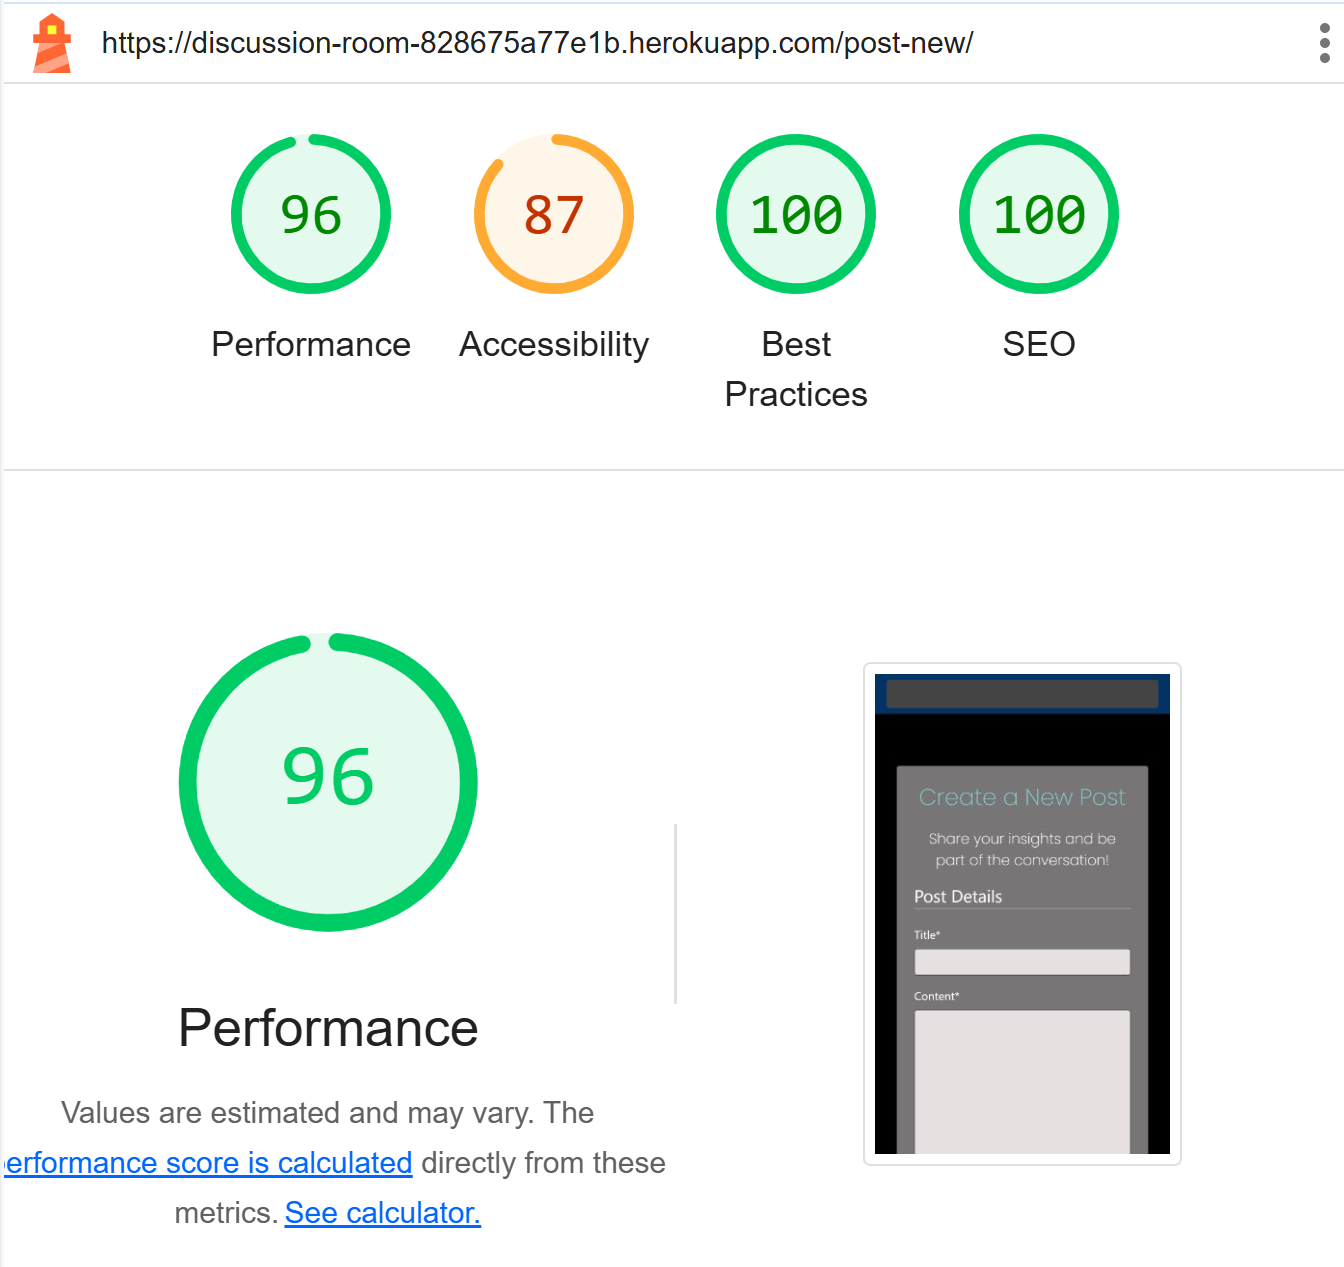 https://discussion-room-828675a77e1b.herokuapp.com/post-new/
96
87
100
100
Performance
Accessibility
Best
Practices
SEO
96
Performance
Values are estimated and may vary. The
erformance score is calculated directly from these
metrics. See calculator.
Create a New Post
Share your insights and be
part of the conversation!
Post Details
Title*
Content*